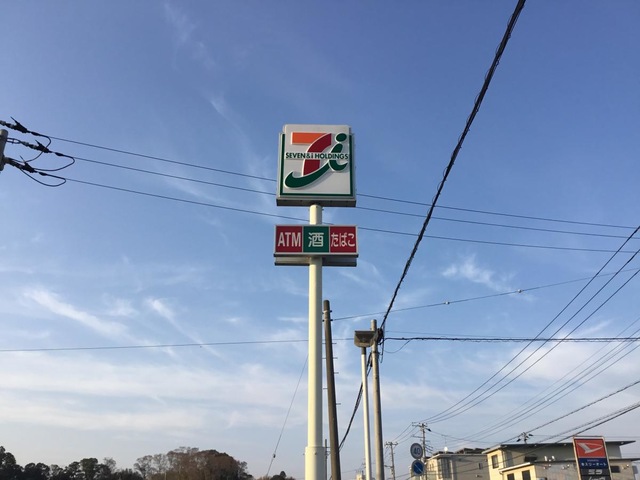 SEVEN&i HOLDINGS
ATM 酒 たばこ